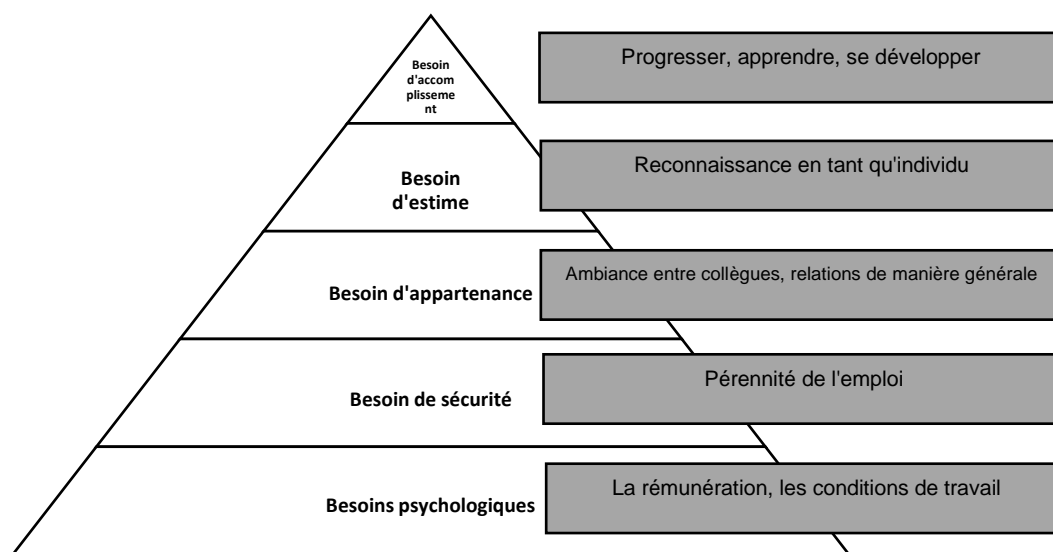 Besoin
d'accom
plisseme
nt
Progresser, apprendre, se développer
Besoin
d'estime
Reconnaissance en tant qu'individu
Besoin d'appartenance
Ambiance entre collègues, relations de manière générale
Besoin de sécurité
Pérennité de l'emploi
Besoins psychologiques
La rémunération, les conditions de travail